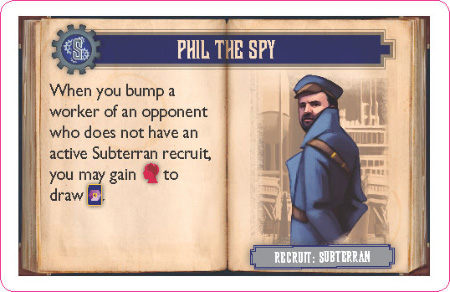 S
PHIL THE SPY
When you bump a
worker of an opponent
who does not have an
active Subterran recruit,
you may gain to
draw .
RECRUIT: SUBTERRAN